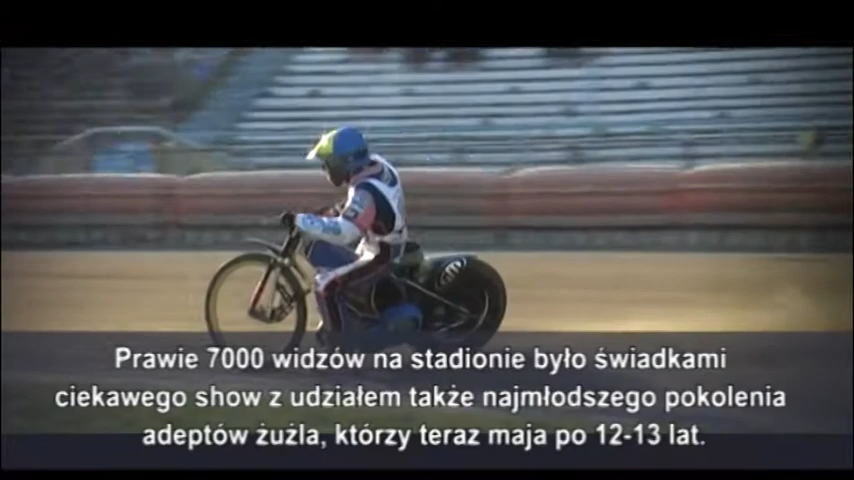 Prawie 7000 widzów na stadionie było świadkami
ciekawego show z udziałem także najmłodszego pokolenia
adeptów żużla, którzy teraz maja po 12-13 lat.